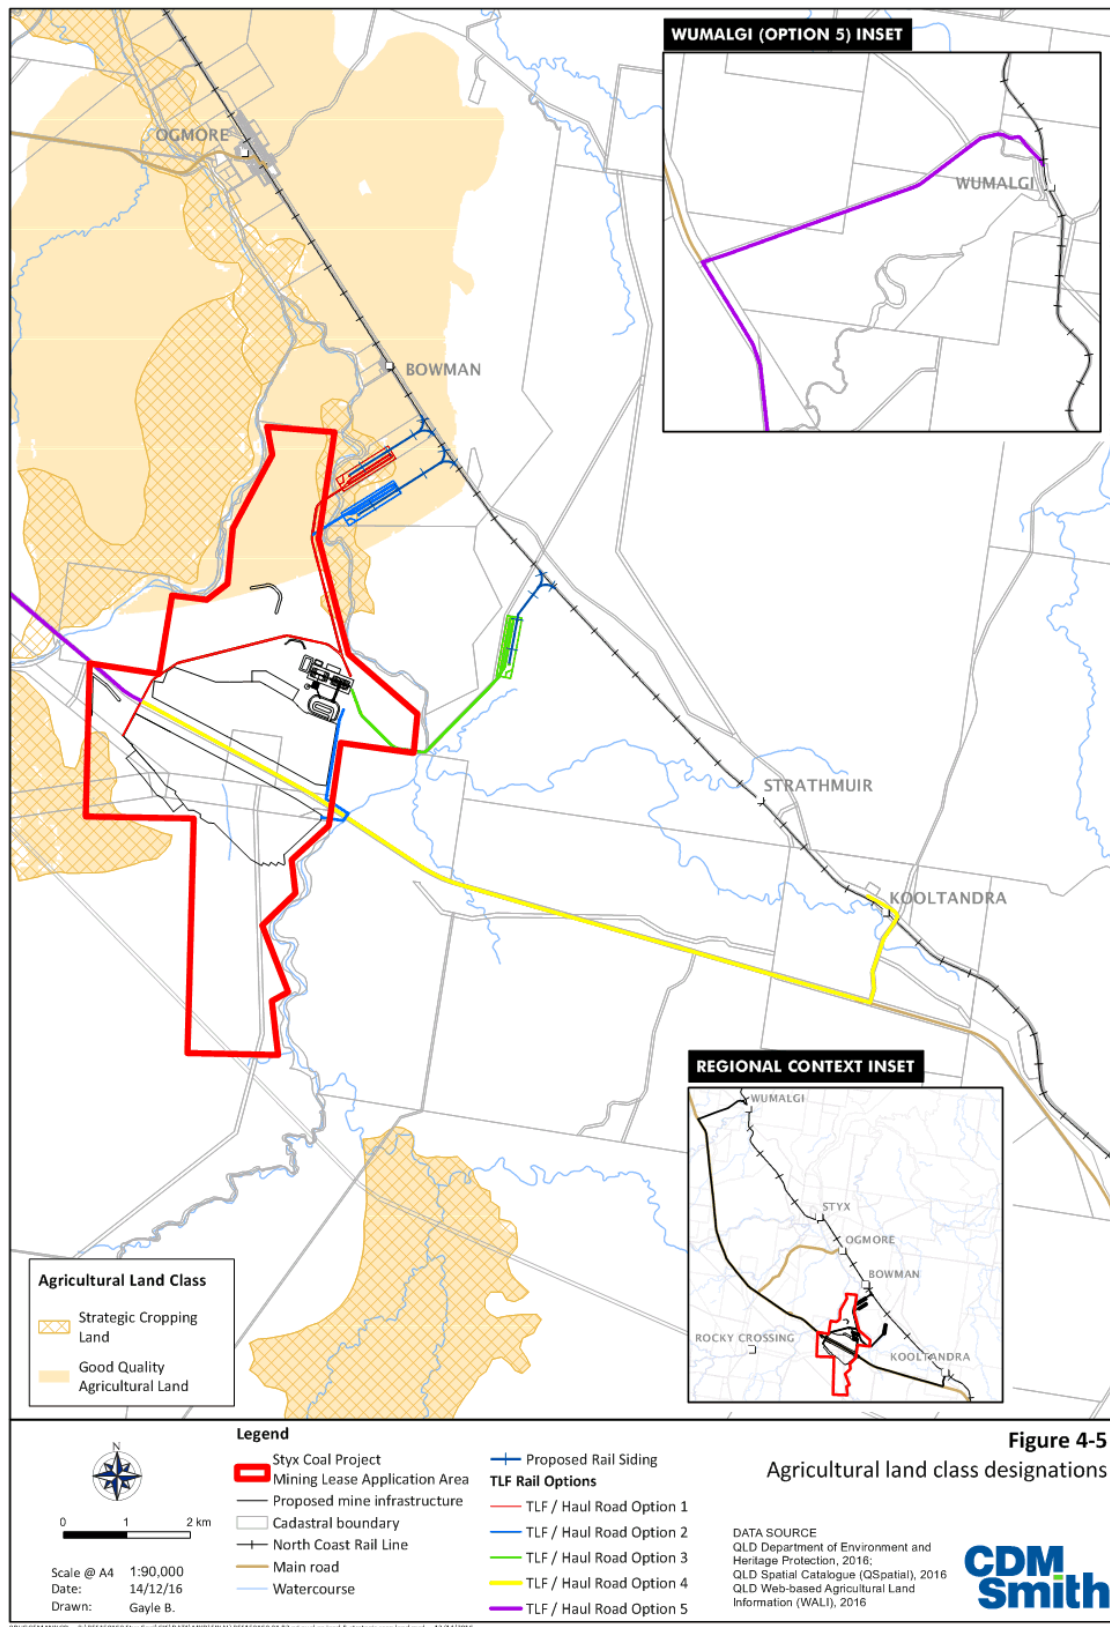 WUMALGI (OPTION 5) INSET
OGMORE
WUMALGI
BOWMAN
STRATHMUIR
KOOLTANDRA
REGIONAL CONTEXT INSET
WUMALGI
STYX
OGMORE
BOWMAN
ROCKY CROSSING
KOOLTANDRA
Agricultural Land Class
Strategic Cropping
Land
Good Quality
Agricultural Land
N
0 1 2 km
Scale @ A4 1:90,000
Date: 14/12/16
Drawn: Gayle B.
Legend
Styx Coal Project
Mining Lease Application Area
Proposed mine infrastructure
Cadastral boundary
North Coast Rail Line
Main road
Watercourse
Proposed Rail Siding
TLF Rail Options
TLF / Haul Road Option 1
TLF / Haul Road Option 2
TLF / Haul Road Option 3
TLF / Haul Road Option 4
TLF / Haul Road Option 5
Figure 4-5
Agricultural land class designations
DATA SOURCE
QLD Department of Environment and
Heritage Protection, 2016;
QLD Spatial Catalogue (QSpatial), 2016
QLD Web-based Agricultural Land
Information (WALI), 2016
CDM
Smith